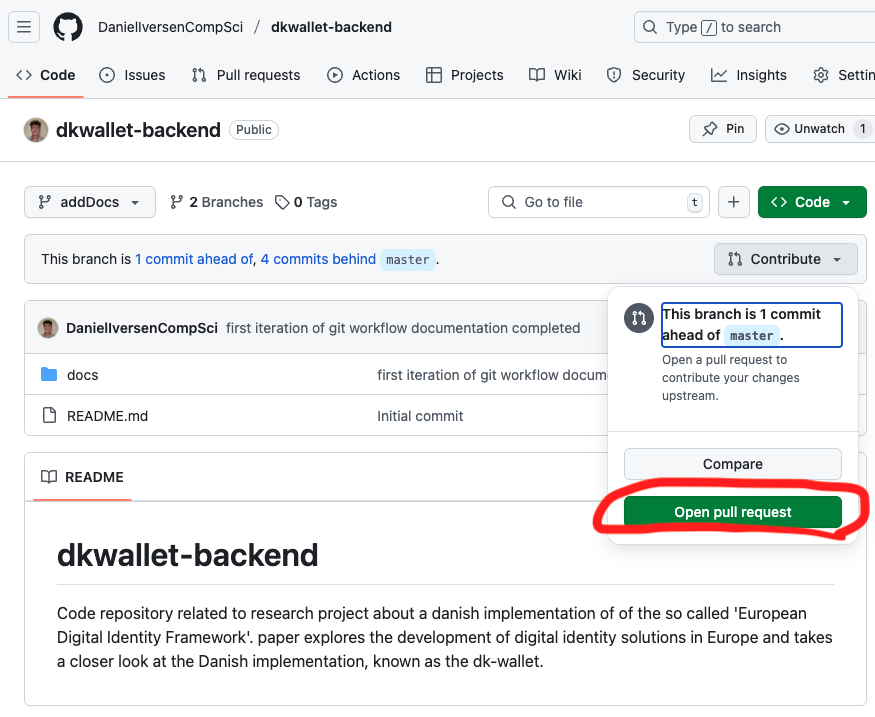 DanielIversenCompSci / dkwallet-backend
Type / to search
Code Issues Pull requests Actions Projects Wiki Security Insights Settin
dkwallet-backend Public
Pin Unwatch 1
addDocs 2 Branches 0 Tags Go to file t + Code
This branch is 1 commit ahead of, 4 commits behind master .
Contribute
DanielIversenCompSci first iteration of git workflow documentation completed
docs first iteration of git workflow docum
README.md Initial commit
This branch is 1 commit
ahead of master .
Open a pull request to
contribute your changes
upstream.
Compare
Open pull request
README
dkwallet-backend
Code repository related to research project about a danish implementation of of the so called 'European
Digital Identity Framework'. paper explores the development of digital identity solutions in Europe and takes
a closer look at the Danish implementation, known as the dk-wallet.